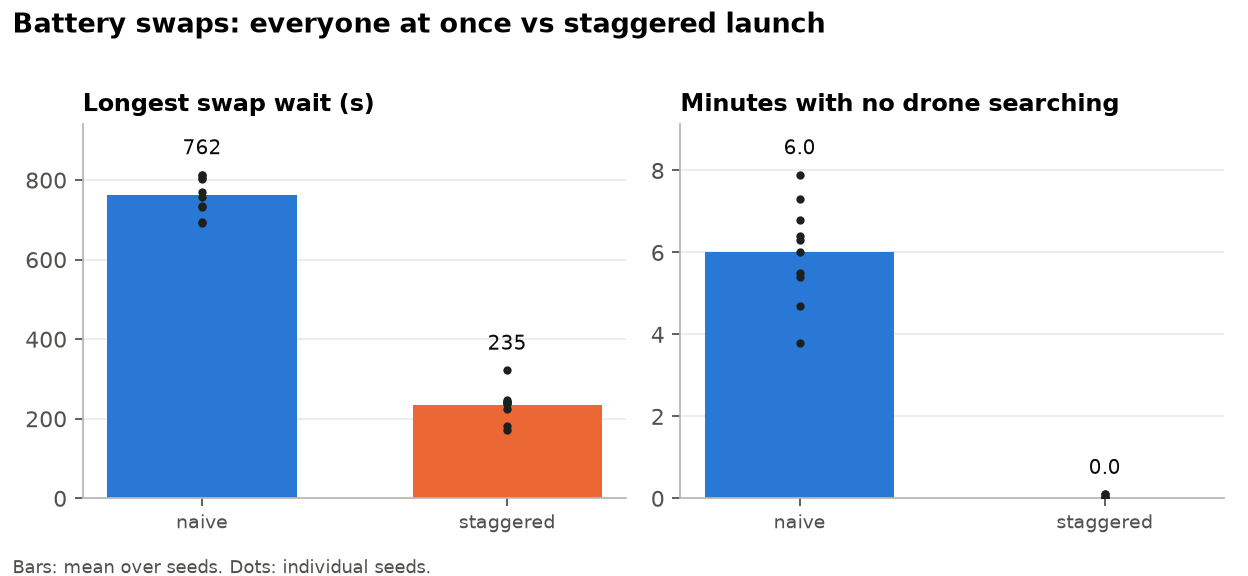 Battery swaps: everyone at once vs staggered launch
Longest swap wait (s)
800
600
400
200
0
762
235
naive
staggered
Minutes with no drone searching
8
6
4
2
0
6.0
0.0
naive
staggered
Bars: mean over seeds. Dots: individual seeds.